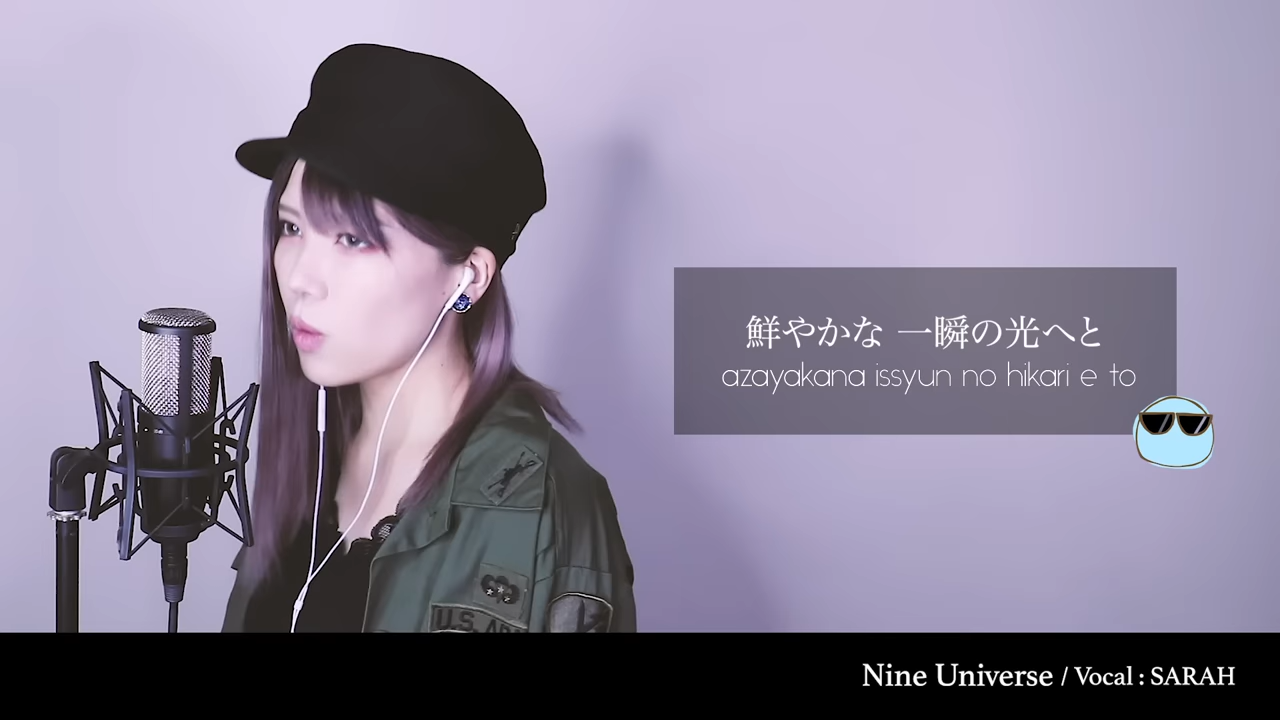 鮮やかな 一瞬の光へと
azayakana issyun no hikari e to
U.S. AR
Nine Universe / Vocal : SARAH